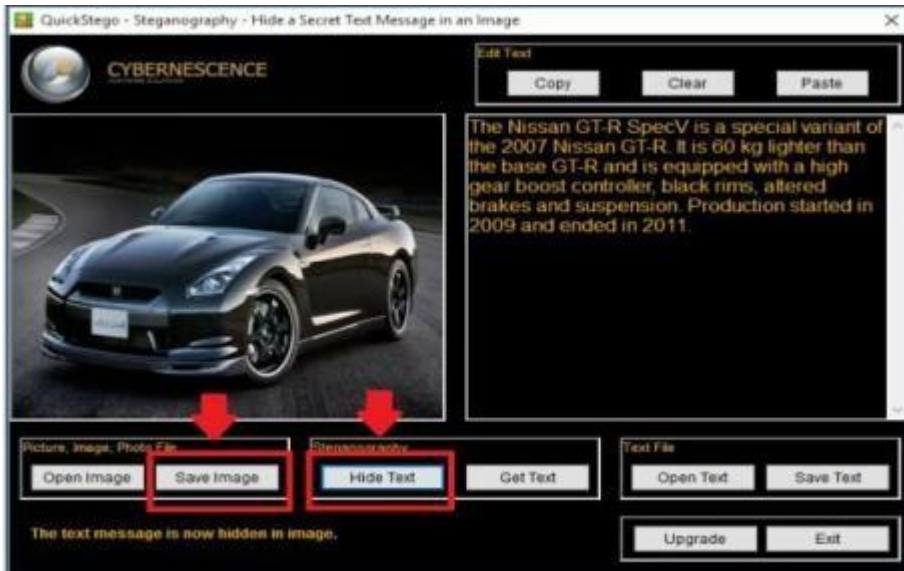 QuickStego - Steganography - Hide a Secret Text Message in an Image
CYBERNESCENCE
Edit Text
Copy Clear Paste
The Nissan GT-R SpecV is a special variant of
the 2007 Nissan GT-R. It is 60 kg lighter than
the base GT-R and is equipped with a high
gear boost controller, black rims, altered
brakes and suspension. Production started in
2009 and ended in 2011.
Picture, Image, Photo File
Open Image Save Image
Steganography
Hide Text Get Text
Text File
Open Text Save Text
The text message is now hidden in image.
Upgrade Exit